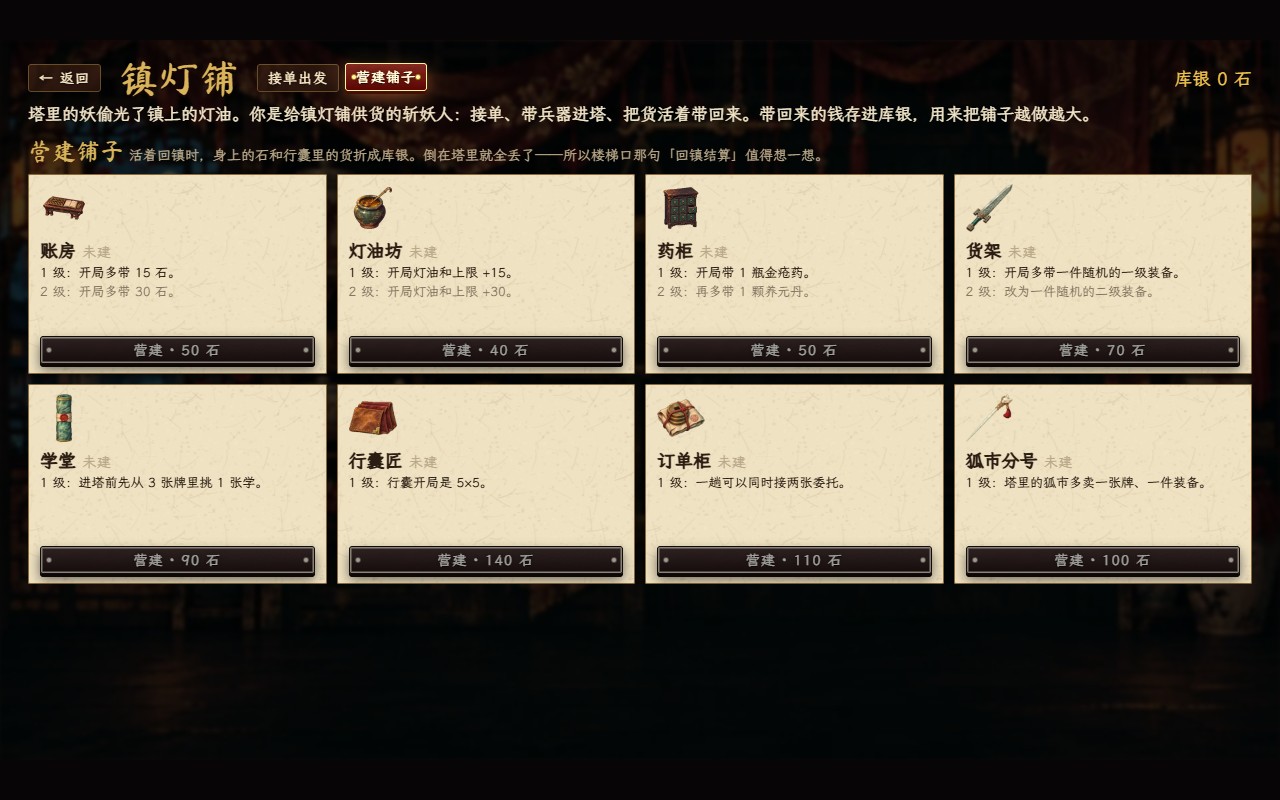 ← 返回
镇灯铺
接单出发
营建铺子
库银 0 石
塔里的妖偷光了镇上的灯油。你是给镇灯铺供货的斩妖人：接单、带兵器进塔、把货活着带回来。带回来的钱存进库银，用来把铺子越做越大。
营建铺子 活着回镇时，身上的石和行囊里的货折成库银。倒在塔里就全丢了——所以楼梯口那句「回镇结算」值得想一想。
账房 未建
1 级：开局多带 15 石。
2 级：开局多带 30 石。
营建・50 石
灯油坊 未建
1 级：开局灯油和上限 +15。
2 级：开局灯油和上限 +30。
营建・40 石
药柜 未建
1 级：开局带 1 瓶金疮药。
2 级：再多带 1 颗养元丹。
营建・50 石
货架 未建
1 级：开局多带一件随机的一级装备。
2 级：改为一件随机的二级装备。
营建・70 石
学堂 未建
1 级：进塔前先从 3 张牌里挑 1 张学。
营建・90 石
行囊匠 未建
1 级：行囊开局是 5×5。
营建・140 石
订单柜 未建
1 级：一趟可以同时接两张委托。
营建・110 石
狐市分号 未建
1 级：塔里的狐市多卖一张牌、一件装备。
营建・100 石